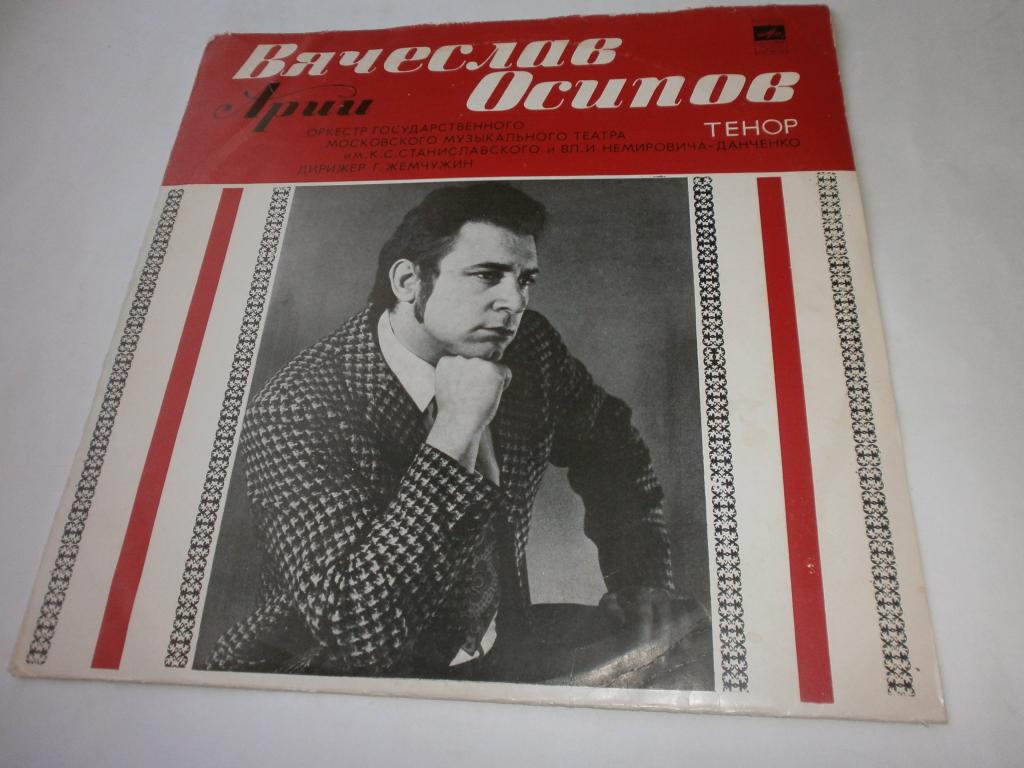 Вячеслав
Осипов
Арии
ТЕНОР
ОРКЕСТР ГОСУДАРСТВЕННОГО
МОСКОВСКОГО МУЗЫКАЛЬНОГО ТЕАТРА
им. К.С.СТАНИСЛАВСКОГО и ВЛ.И.НЕМИРОВИЧА-ДАНЧЕНКО
ДИРИЖЕР Г. ЖЕМЧУЖИН